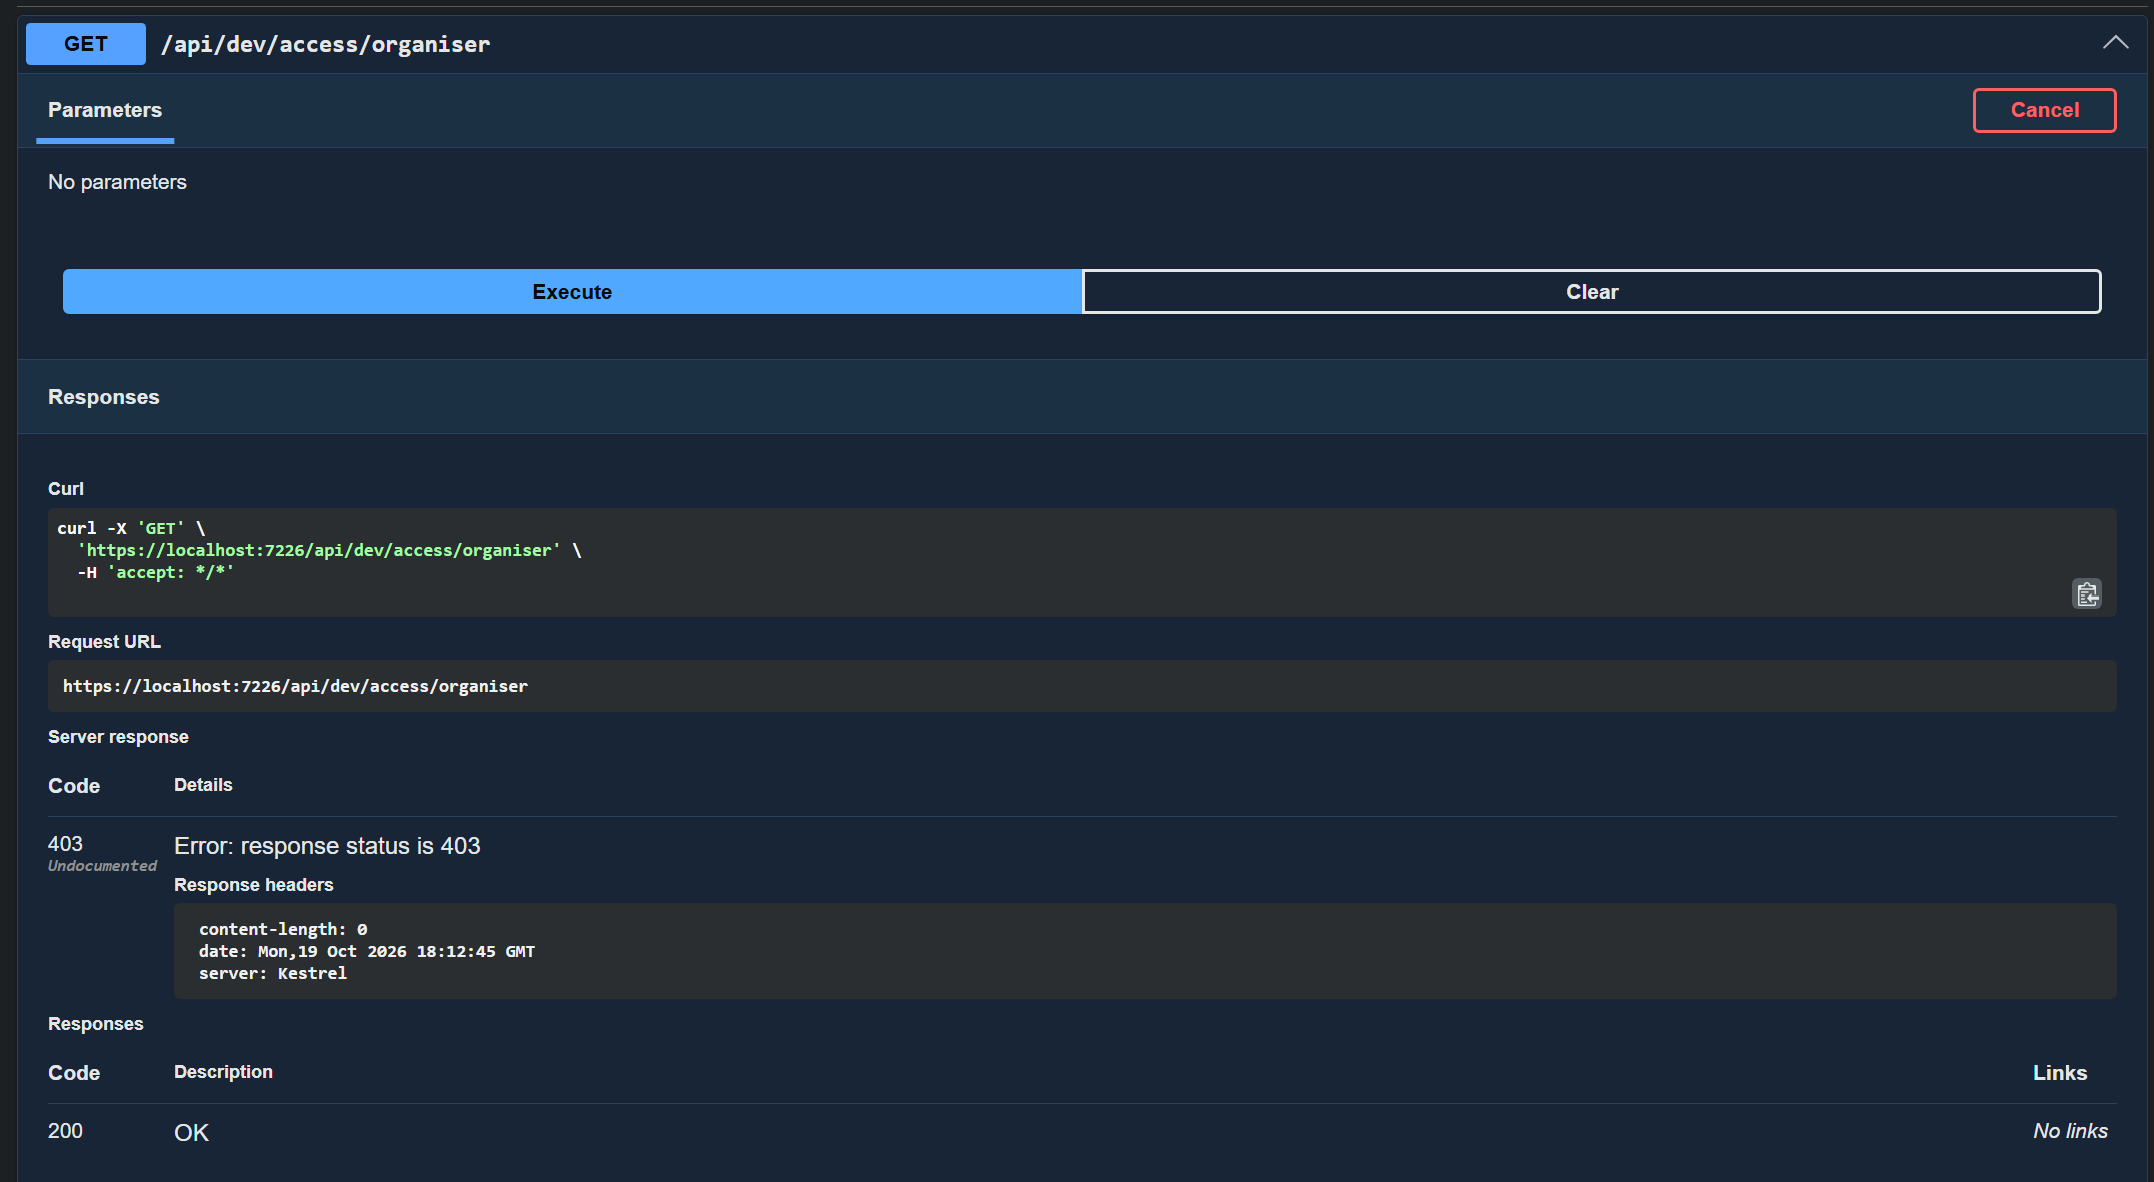 GET /api/dev/access/organiser
Parameters
Cancel
No parameters
Execute
Clear
Responses
Curl
curl -X 'GET' \
'https://localhost:7226/api/dev/access/organiser' \
-H 'accept: */*'
Request URL
https://localhost:7226/api/dev/access/organiser
Server response
Code Details
403 Error: response status is 403
Undocumented
Response headers
content-length: 0
date: Mon,19 Oct 2026 18:12:45 GMT
server: Kestrel
Responses
Code Description Links
200 OK No links